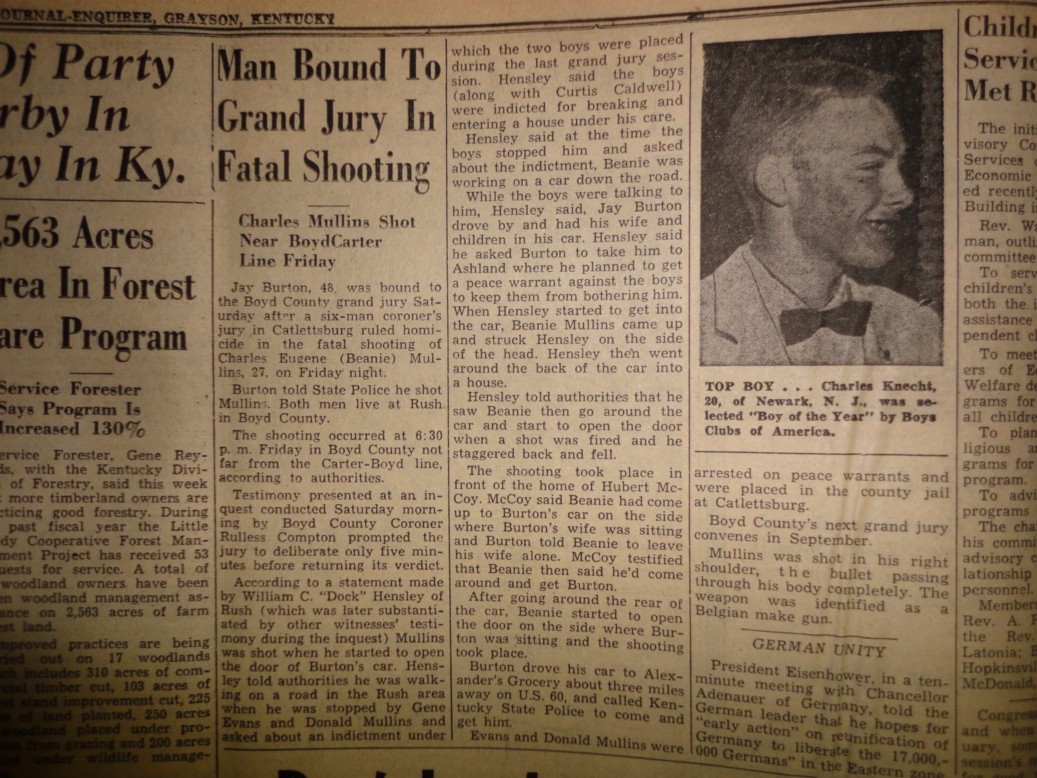 JOURNAL-ENQUIRER, GRAYSON, KENTUCKY
Of Party
In
In Ky.
,563 Acres
In Forest
Program
Service Forester
Says Program Is
Increased 130%
Forester, Gene Rey-
with the Kentucky Divi-
of Forestry, said this week
more timberland owners are
good forestry. During
past fiscal year the Little
Cooperative Forest Man-
Project has received 53
for service. A total of
woodland owners have been
woodland management as-
on 2,563 acres of farm
land.
practices are being
out on 17 woodlands
includes 310 acres of com-
timber cut, 103 acres of
stand improvement cut, 225
of land planted, 250 acres
woodland placed under pro-
from grazing and 200 acres
under wildlife manage-
Man Bound To
Grand Jury In
Fatal Shooting
Charles Mullins Shot
Near BoydCarter
Line Friday
Jay Burton, 48, was bound to
the Boyd County grand jury Sat-
urday after a six-man coroner's
jury in Catlettsburg ruled homi-
cide in the fatal shooting of
Charles Eugene (Beanie) Mul-
lins, 27, on Friday night.
Burton told State Police he shot
Mullins. Both men live at Rush
in Boyd County.
The shooting occurred at 6:30
p. m. Friday in Boyd County not
far from the Carter-Boyd line,
according to authorities.
Testimony presented at an in-
quest conducted Saturday morn-
ing by Boyd County Coroner
Rulless Compton prompted the
jury to deliberate only five min-
utes before returning its verdict.
According to a statement made
by William C. "Dock" Hensley of
Rush (which was later substanti-
ated by other witnesses' testi-
mony during the inquest) Mullins
was shot when he started to open
the door of Burton's car. Hens-
ley told authorities he was walk-
ing on a road in the Rush area
when he was stopped by Gene
Evans and Donald Mullins and
asked about an indictment under
which the two boys were placed
during the last grand jury ses-
sion. Hensley said the boys
(along with Curtis Caldwell)
were indicted for breaking and
entering a house under his care.
Hensley said at the time the
boys stopped him and asked
about the indictment, Beanie was
working on a car down the road.
While the boys were talking to
him, Hensley said, Jay Burton
drove by and had his wife and
children in his car. Hensley said
he asked Burton to take him to
Ashland where he planned to get
a peace warrant against the boys
to keep them from bothering him.
When Hensley started to get into
the car, Beanie Mullins came up
and struck Hensley on the side
of the head. Hensley then went
around the back of the car into
a house.
Hensley told authorities that he
saw Beanie then go around the
car and start to open the door
when a shot was fired and he
staggered back and fell.
The shooting took place in
front of the home of Hubert Mc-
Coy. McCoy said Beanie had come
up to Burton's car on the side
where Burton's wife was sitting
and Burton told Beanie to leave
his wife alone. McCoy testified
that Beanie then said he'd come
around and get Burton.
After going around the rear of
the car, Beanie started to open
the door on the side where Bur-
ton was sitting and the shooting
took place.
Burton drove his car to Alex-
ander's Grocery about three miles
away on U.S. 60, and called Ken-
tucky State Police to come and
get him.
Evans and Donald Mullins were
TOP BOY . . . Charles Knecht,
20, of Newark, N. J., was se-
lected "Boy of the Year" by Boys
Clubs of America.
arrested on peace warrants and
were placed in the county jail
at Catlettsburg.
Boyd County's next grand jury
convenes in September.
Mullins was shot in his right
shoulder, the bullet passing
through his body completely. The
weapon was identified as a
Belgian make gun.
GERMAN UNITY
President Eisenhower, in a ten-
minute meeting with Chancellor
Adenauer of Germany, told the
German leader that he hopes for
"early action" on reunification of
Germany to liberate the 17,000,-
000 Germans" in the Eastern zone
Met
The
visory
Services
Economic
ed recently
Building
Rev.
man,
committee
To
children's
both the
assistance
pendent
To meet
ers of
Welfare
grams for
all
To
ligious
grams for
program.
To
programs
The
his
advisory
lationship
personnel.
Members
Rev. A.
the Rev.
Latonia;
McDonald,
and when